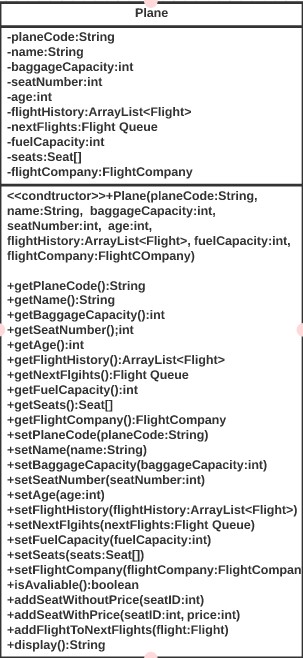 Plane
-planeCode:String
-name:String
-baggageCapacity:int
-seatNumber:int
-age:int
-flightHistory:ArrayList<Flight>
-nextFlights:Flight Queue
-fuelCapacity:int
-seats:Seat[]
-flightCompany:FlightCompany
<<condtructor>>+Plane(planeCode:String,
name:String, baggageCapacity:int,
seatNumber:int, age:int,
flightHistory:ArrayList<Flight>, fuelCapacity:int,
flightCompany:FlightCOmpany)
+getPlaneCode():String
+getName():String
+getBaggageCapacity():int
+getSeatNumber();int
+getAge():int
+getFlightHistory():ArrayList<Flight>
+getNextFlgihts():Flight Queue
+getFuelCapacity():int
+getSeats():Seat[]
+getFlightCompany():FlightCompany
+setPlaneCode(planeCode:String)
+setName(name:String)
+setBaggageCapacity(baggageCapacity:int)
+setSeatNumber(seatNumber:int)
+setAge(age:int)
+setFlightHistory(flightHistory:ArrayList<Flight>)
+setNextFlgihts(nextFlights:Flight Queue)
+setFuelCapacity(fuelCapacity:int)
+setSeats(seats:Seat[])
+setFlightCompany(flightCompany:FlightCompan
+isAvaliable():boolean
+addSeatWithoutPrice(seatID:int)
+addSeatWithPrice(seatID:int, price:int)
+addFlightToNextFlights(flight:Flight)
+display():String